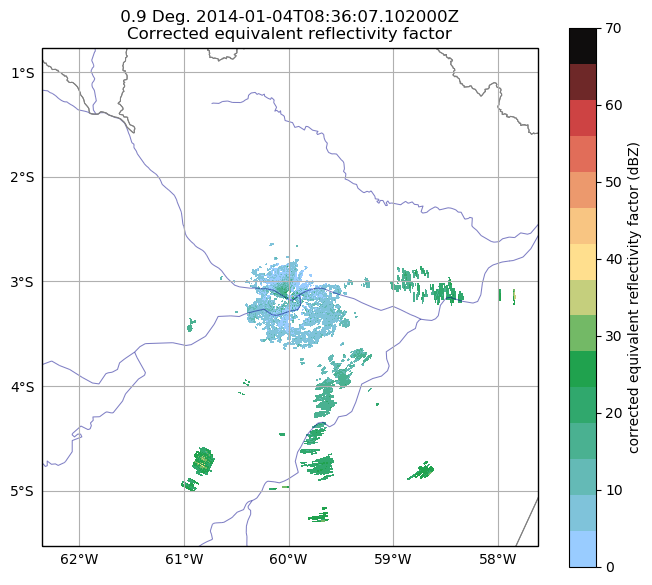 0.9 Deg. 2014-01-04T08:36:07.102000Z
Corrected equivalent reflectivity factor
1°S
2°S
3°S
4°S
5°S
62°W
61°W
60°W
59°W
58°W
70
60
50
40
30
20
10
0
corrected equivalent reflectivity factor (dBZ)